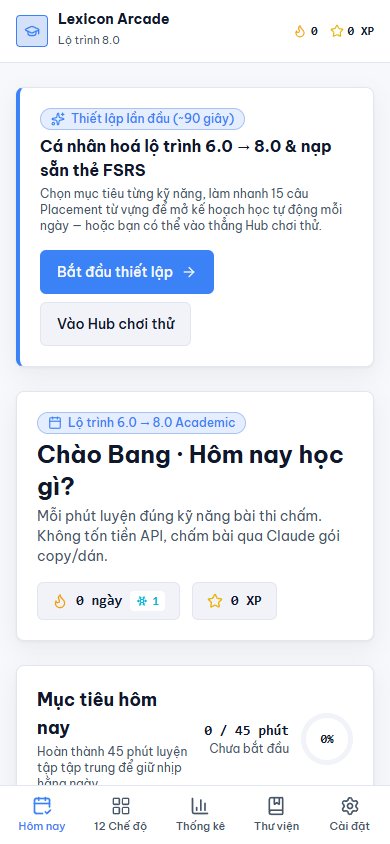 Lexicon Arcade
Lộ trình 8.0
0
0 XP
Thiết lập lần đầu (~90 giây)
Cá nhân hoá lộ trình 6.0 → 8.0 & nạp
sẵn thẻ FSRS
Chọn mục tiêu từng kỹ năng, làm nhanh 15 câu
Placement từ vựng để mở kế hoạch học tự động mỗi
ngày — hoặc bạn có thể vào thẳng Hub chơi thử.
Bắt đầu thiết lập →
Vào Hub chơi thử
Lộ trình 6.0 → 8.0 Academic
Chào Bang · Hôm nay học
gì?
Mỗi phút luyện đúng kỹ năng bài thi chấm.
Không tốn tiền API, chấm bài qua Claude gói
copy/dán.
0 ngày 1
0 XP
Mục tiêu hôm
nay
Hoàn thành 45 phút luyện
tập tập trung để giữ nhịp
hằng ngày
0 / 45 phút
Chưa bắt đầu
0%
Hôm nay
12 Chế độ
Thống kê
Thư viện
Cài đặt